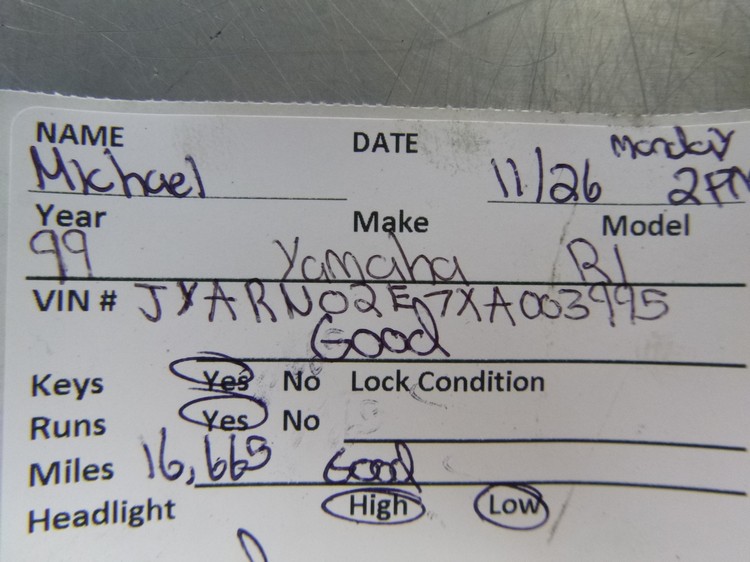 NAME DATE Monday
Michael 11/26 2PM
Year Make Model
99 Yamaha R1
VIN # JYARN02E7XA003995
Good
Keys Yes No Lock Condition
Runs Yes No
Miles 16,665 Good
Headlight High Low